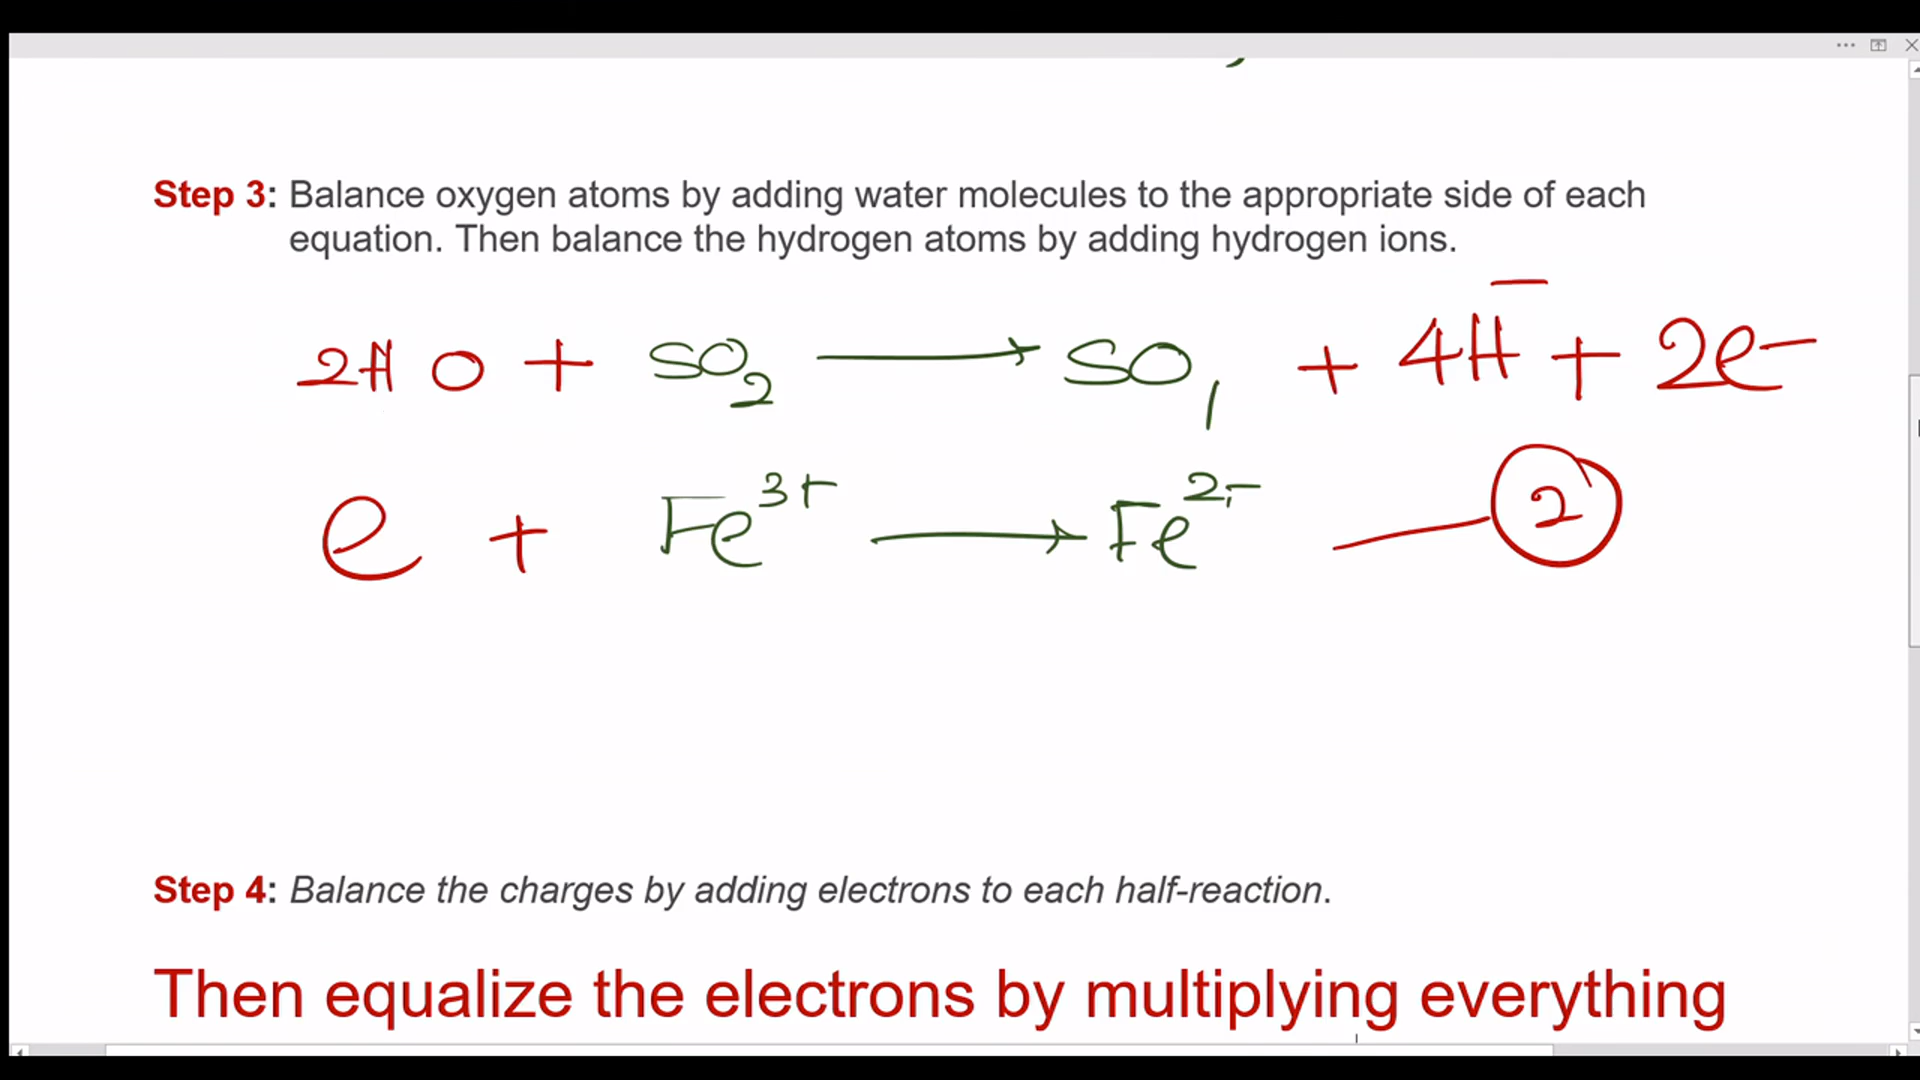 Step 3: Balance oxygen atoms by adding water molecules to the appropriate side of each
equation. Then balance the hydrogen atoms by adding hydrogen ions.
2H O + SO₂ → SO + 4H + 2e⁻
e + Fe³⁺ → Fe²⁻ — 2
Step 4: Balance the charges by adding electrons to each half-reaction.
Then equalize the electrons by multiplying everything